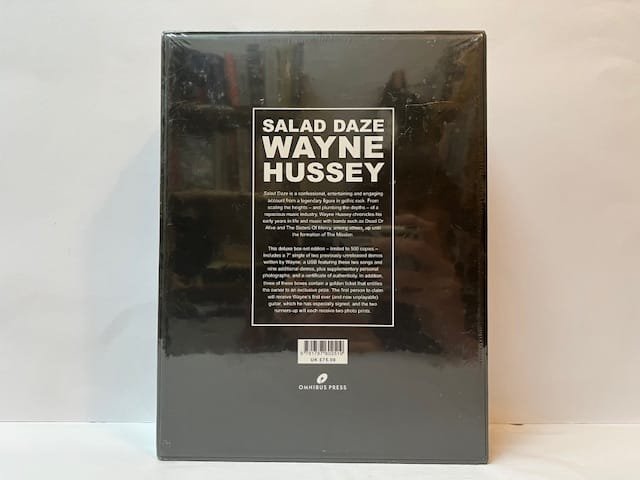 SALAD DAZE
WAYNE
HUSSEY
Salad Daze is a confessional, entertaining and engaging
account from a legendary figure in gothic rock. From
scaling the heights – and plumbing the depths – of a
rapacious music industry, Wayne Hussey chronicles his
early years in life and music with bands such as Dead Or
Alive and The Sisters Of Mercy, among others, up until
the formation of The Mission.
This deluxe box-set edition – limited to 500 copies –
includes a 7" single of two previously-unreleased demos
written by Wayne, a USB featuring these two songs and
nine additional demos, plus supplementary personal
photographs, and a certificate of authenticity. In addition,
three of these boxes contain a golden ticket that entitles
the owner to an exclusive prize. The first person to claim
will receive Wayne's first ever (and now unplayable)
guitar, which he has especially signed, and the two
runners-up will each receive two photo prints.
UK £75.00
OMNIBUS PRESS